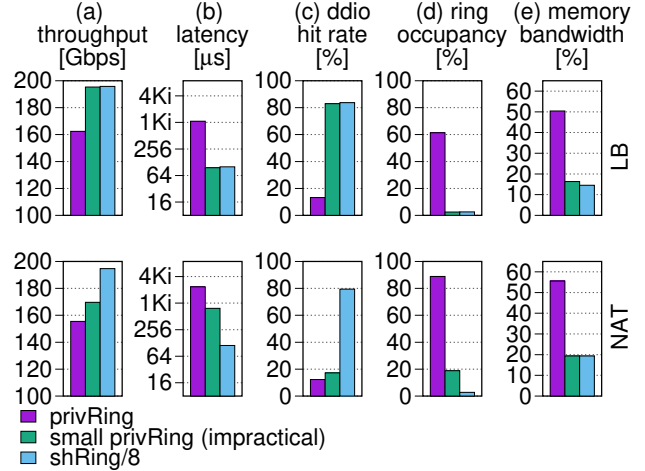 (a) (b) (c) ddio (d) ring (e) memory
throughput latency hit rate occupancy bandwidth
[Gbps] [μs] [%] [%] [%]
200 4Ki 100 100 60
180 1Ki 80 80 50
160 256 60 60 40
140 64 40 40 30
120 16 20 20 20
100 0 0 10
0
LB
200 4Ki 100 100 60
180 1Ki 80 80 50
160 256 60 60 40
140 64 40 40 30
120 16 20 20 20
100 0 0 10
0
NAT
privRing
small privRing (impractical)
shRing/8